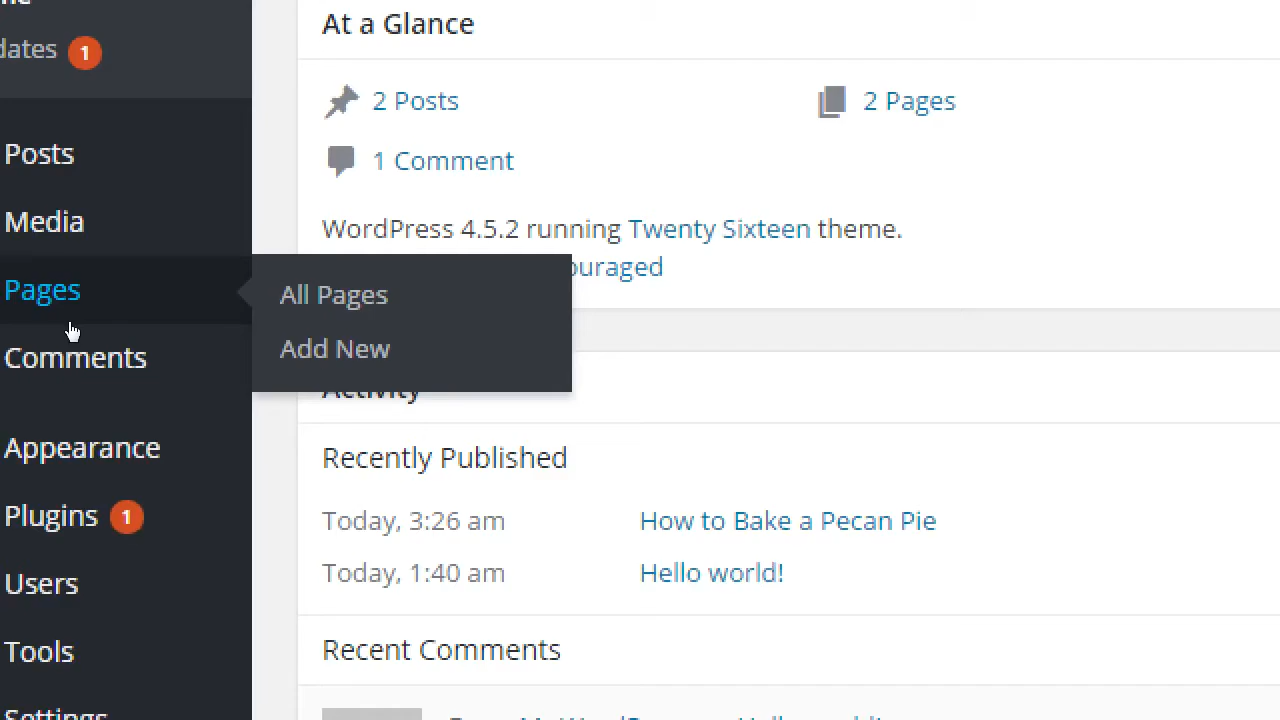 At a Glance
1
2 Posts
2 Pages
1 Comment
WordPress 4.5.2 running Twenty Sixteen theme.
Posts
Media
Pages
Comments
Appearance
Plugins 1
Users
Tools
Settings
All Pages
Add New
Activity
Recently Published
Today, 3:26 am How to Bake a Pecan Pie
Today, 1:40 am Hello world!
Recent Comments